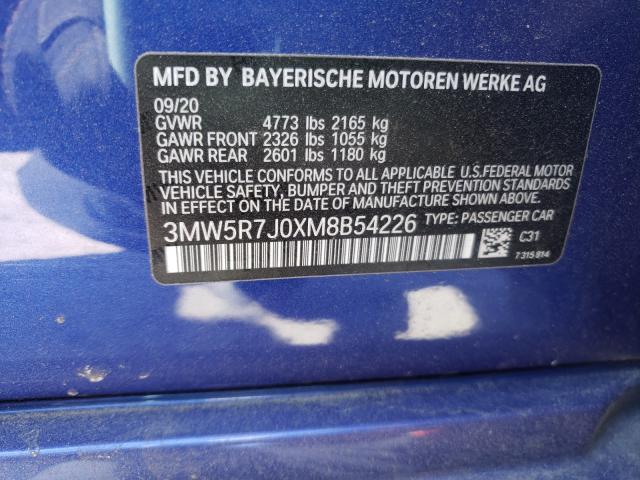 MFD BY BAYERISCHE MOTOREN WERKE AG
09/20
GVWR 4773 lbs 2165 kg
GAWR FRONT 2326 lbs 1055 kg
GAWR REAR 2601 lbs 1180 kg
THIS VEHICLE CONFORMS TO ALL APPLICABLE U.S.FEDERAL MOTOR
VEHICLE SAFETY, BUMPER AND THEFT PREVENTION STANDARDS
IN EFFECT ON THE DATE OF MANUFACTURE SHOWN ABOVE.
3MW5R7J0XM8B54226 TYPE: PASSENGER CAR
C31
7315814